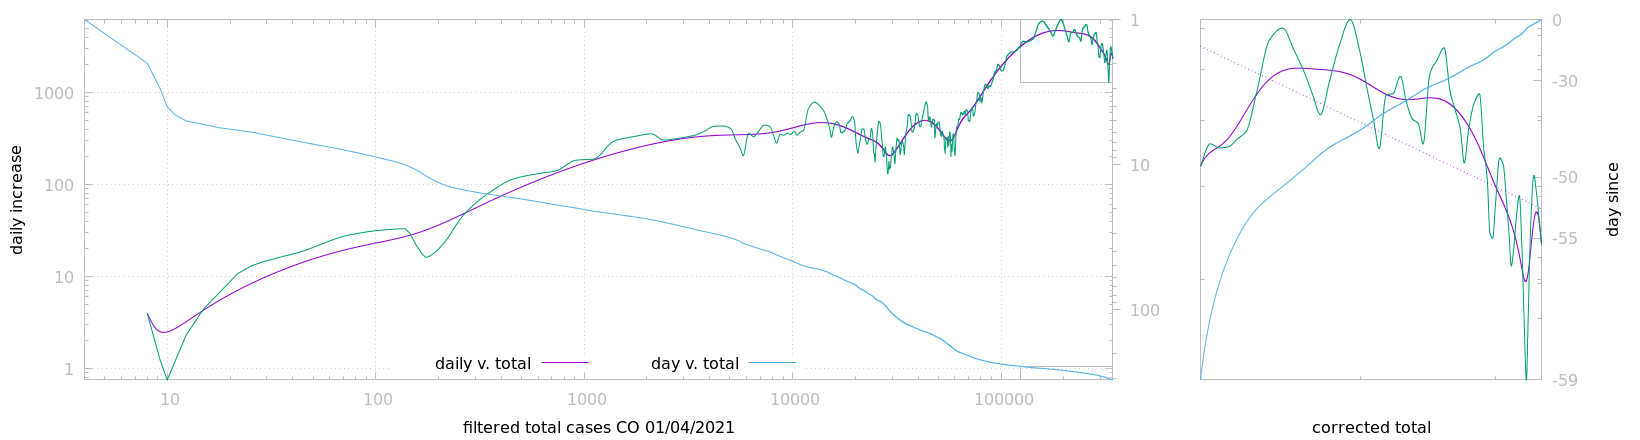 daily increase
1000
100
10
1
10
100
1000
10000
100000
filtered total cases CO 01/04/2021
daily v. total
day v. total
1
10
100
0
-30
-50
-55
-59
day since
corrected total